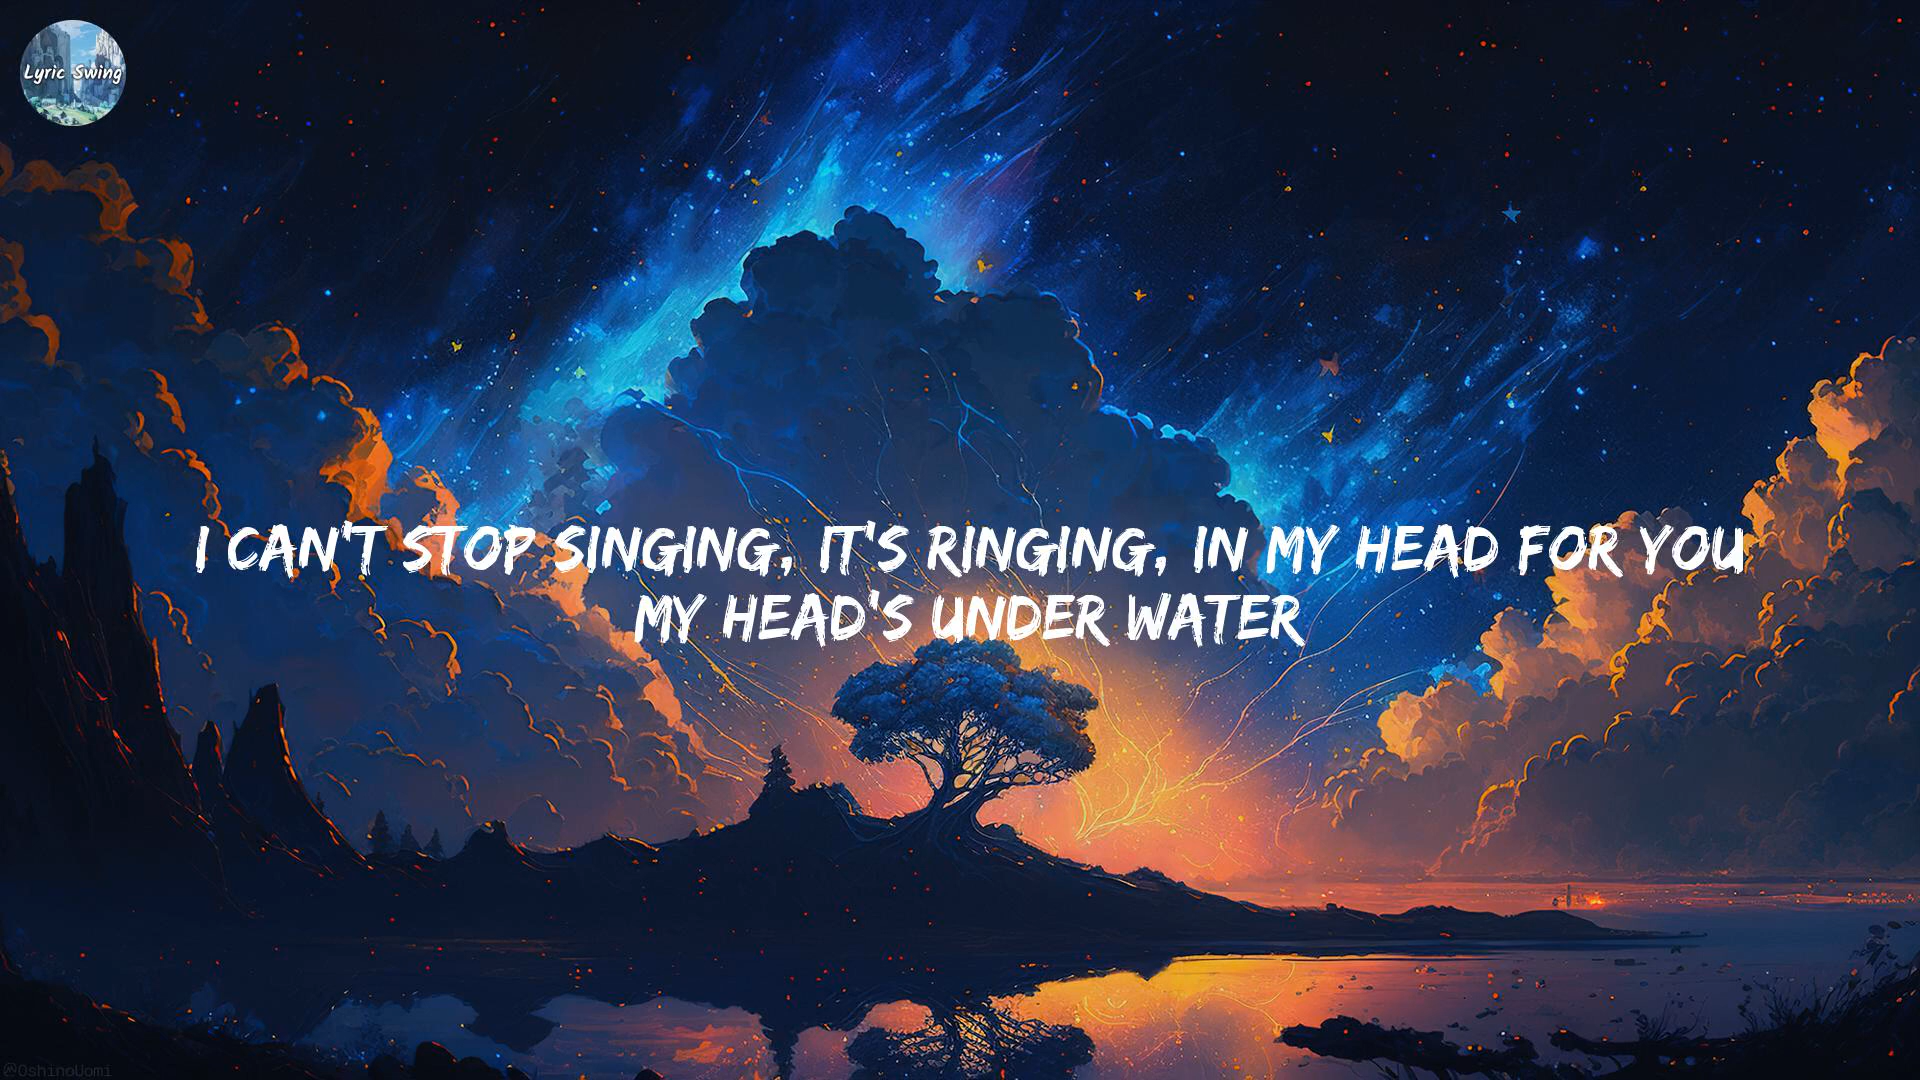 Lyric Swing
I CAN'T STOP SINGING, IT'S RINGING, IN MY HEAD FOR YOU
MY HEAD'S UNDER WATER
@OshinoUomi